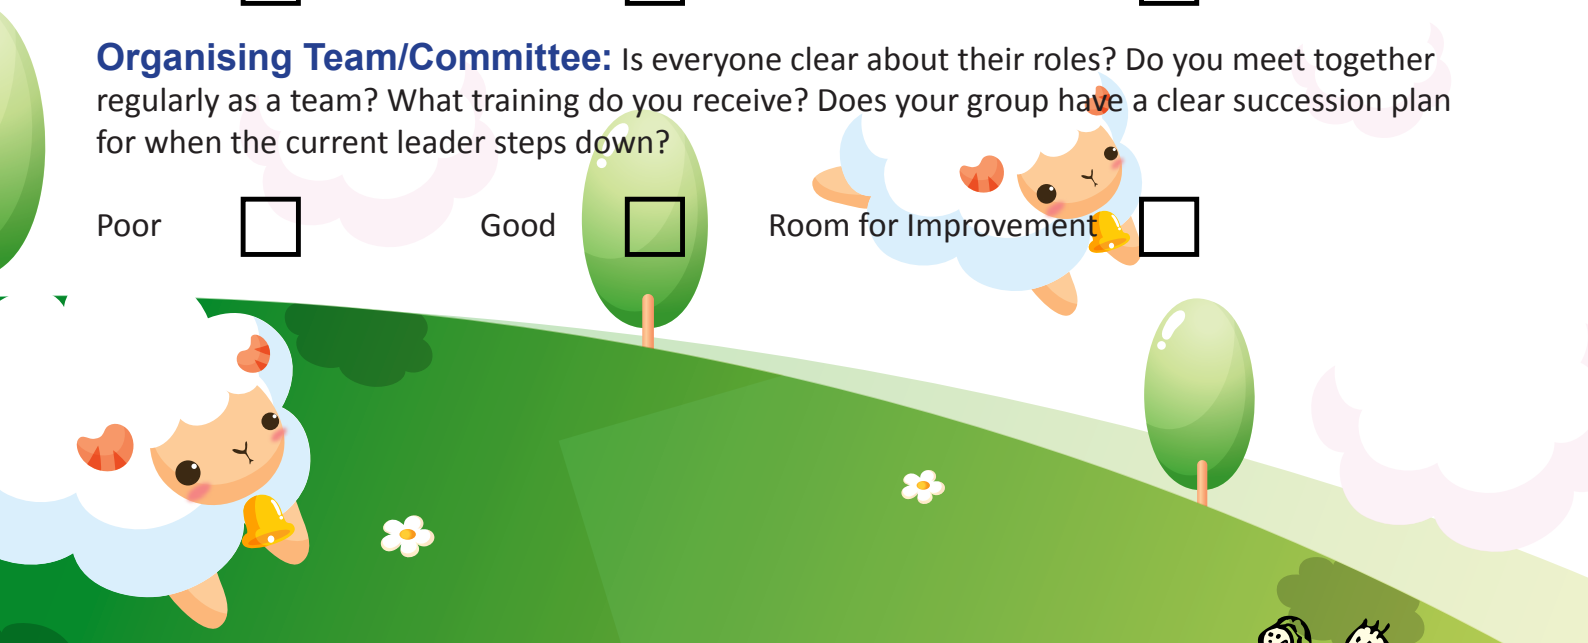 Organising Team/Committee: Is everyone clear about their roles? Do you meet together
regularly as a team? What training do you receive? Does your group have a clear succession plan
for when the current leader steps down?
Poor Good Room for Improvement